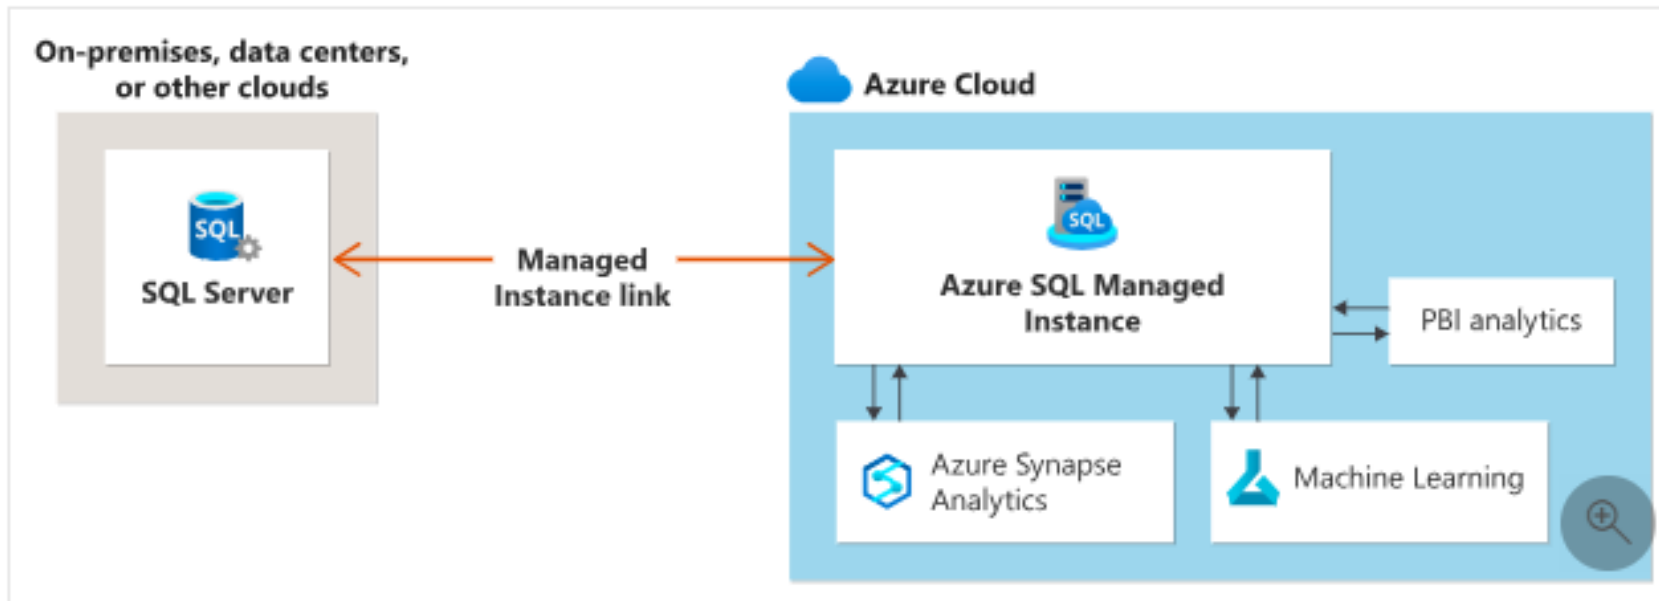 On-premises, data centers,
or other clouds
Azure Cloud
SQL
SQL Server
Managed
Instance link
SQL
Azure SQL Managed
Instance
PBI analytics
Azure Synapse
Analytics
Machine Learning